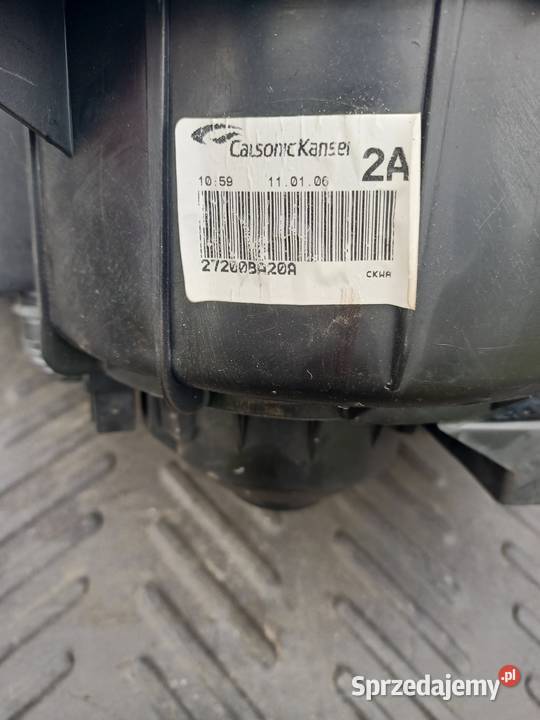 CalsonicKansei
2A
10:59 11.01.06
27200BA20A
CKWA
Sprzedajemy.pl